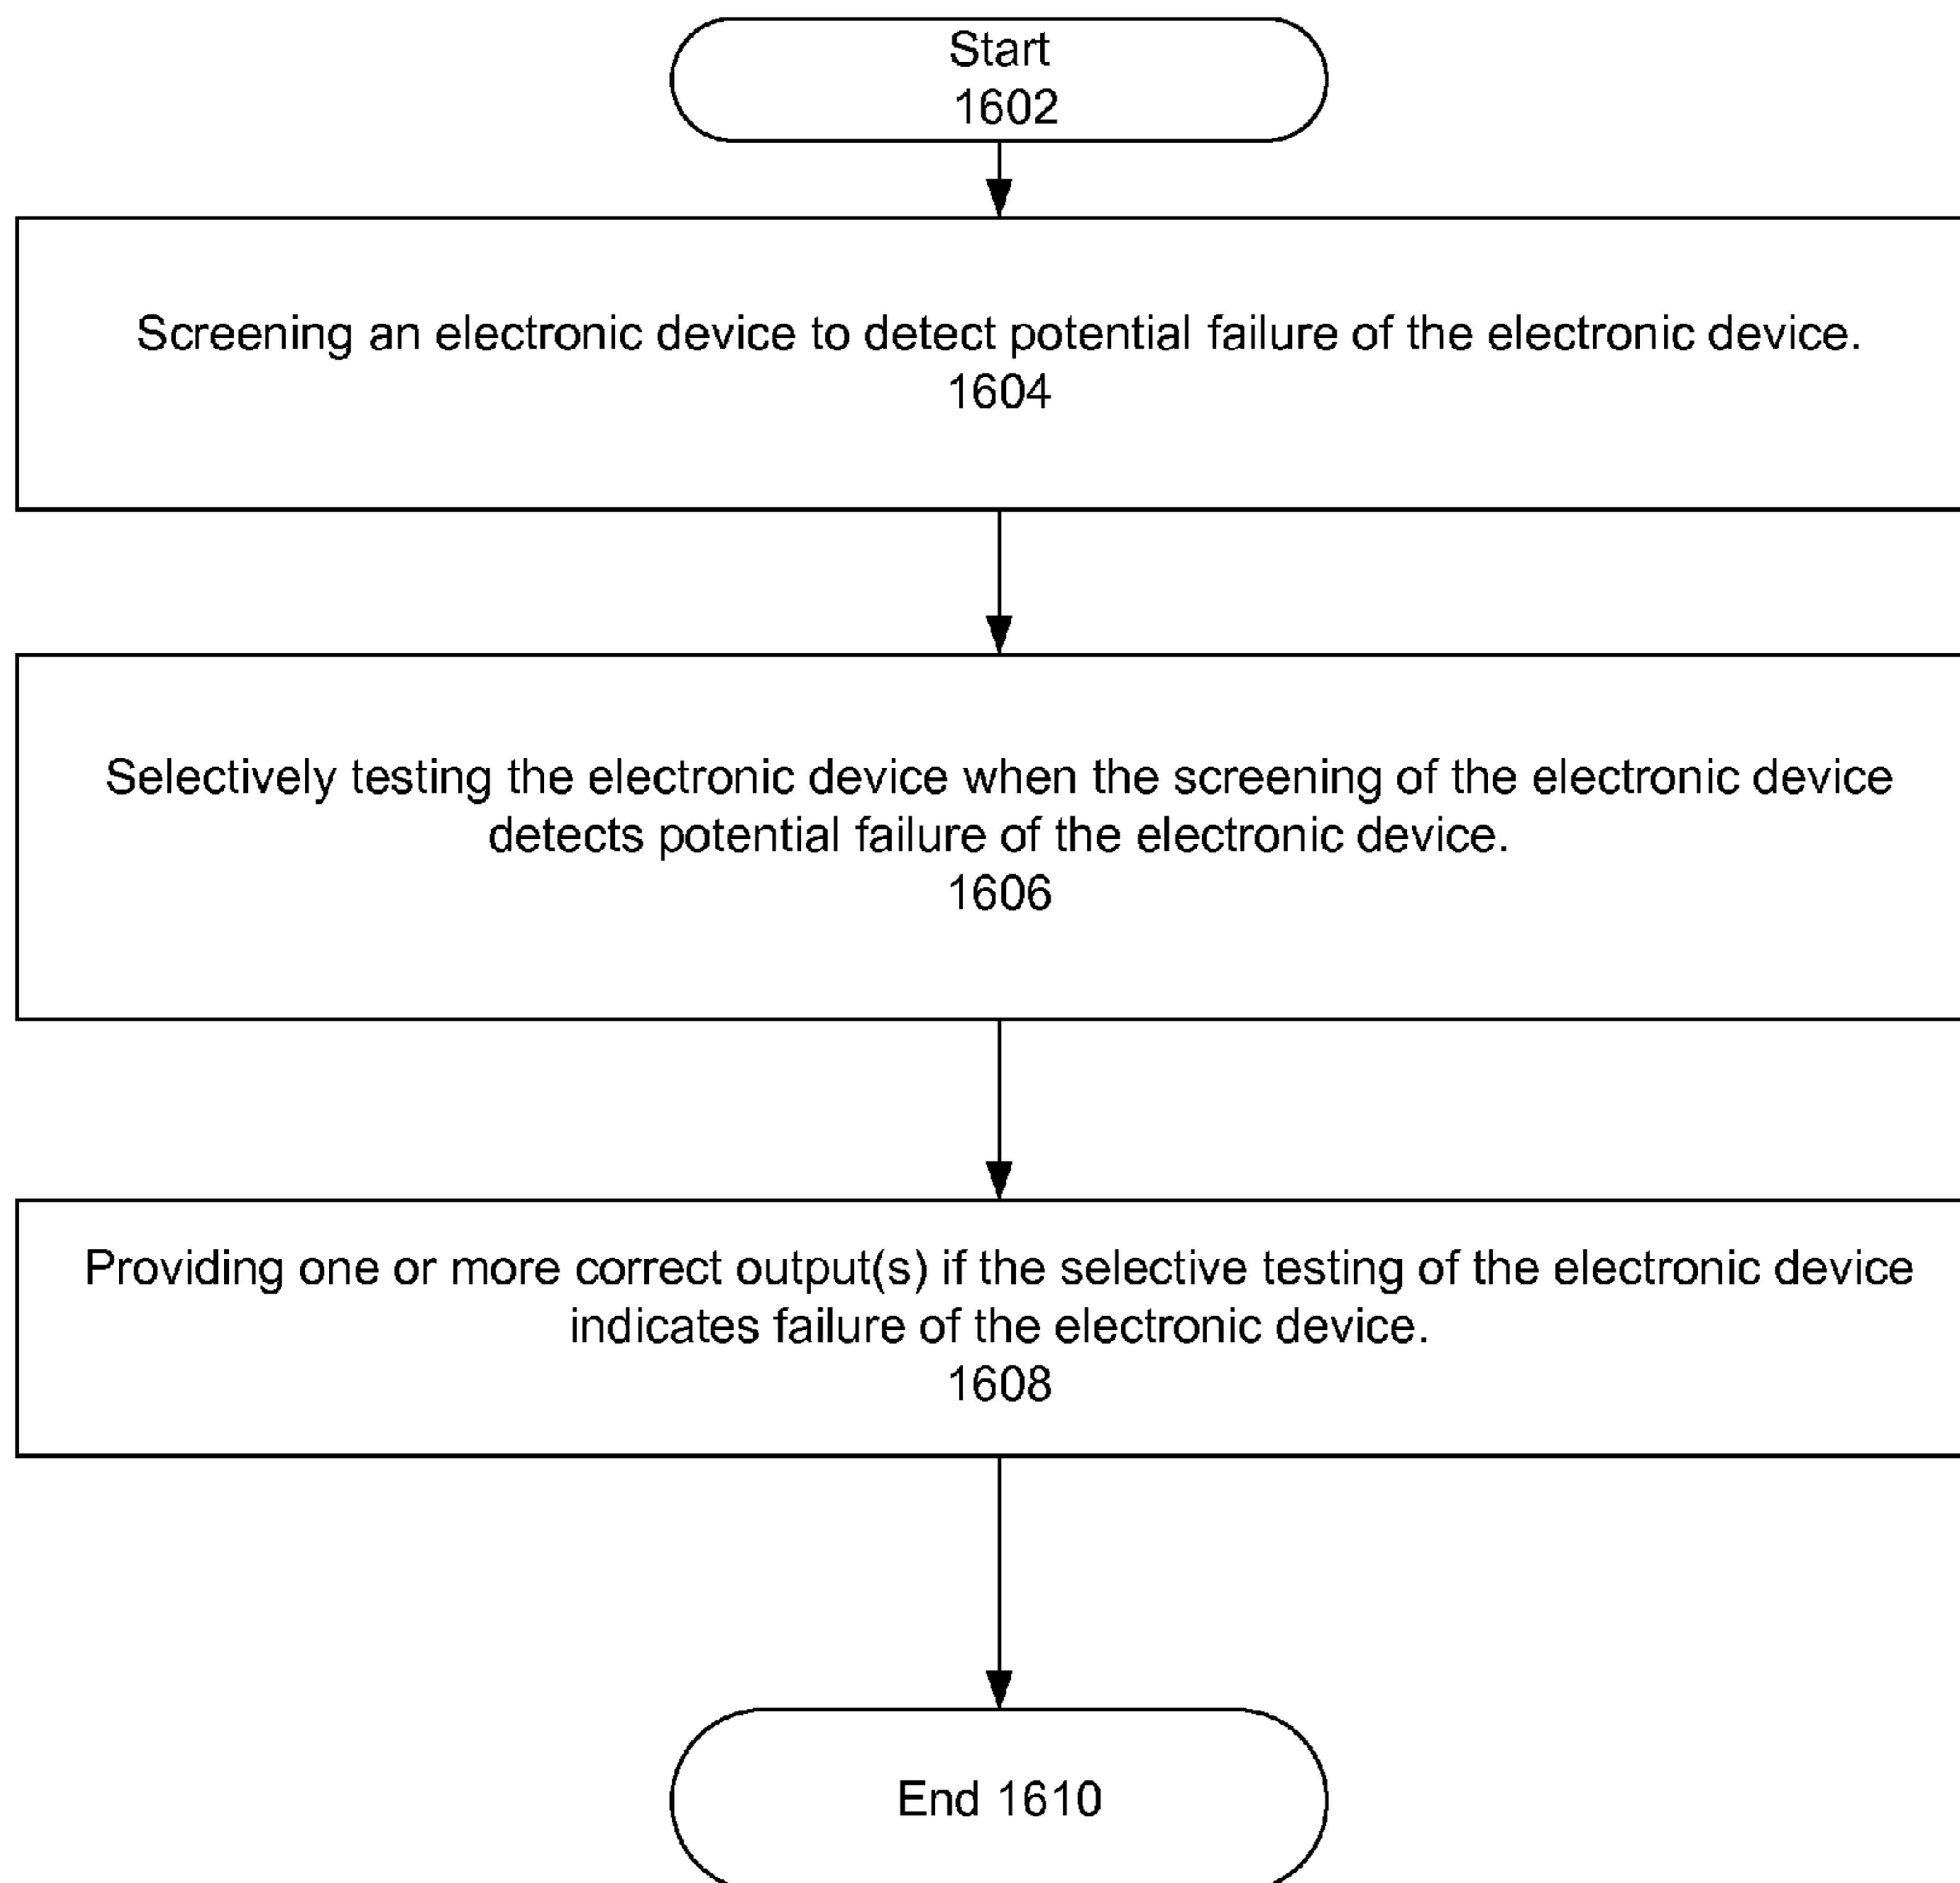 Start
1602
Screening an electronic device to detect potential failure of the electronic device.
1604
Selectively testing the electronic device when the screening of the electronic device
detects potential failure of the electronic device.
1606
Providing one or more correct output(s) if the selective testing of the electronic device
indicates failure of the electronic device.
1608
End 1610